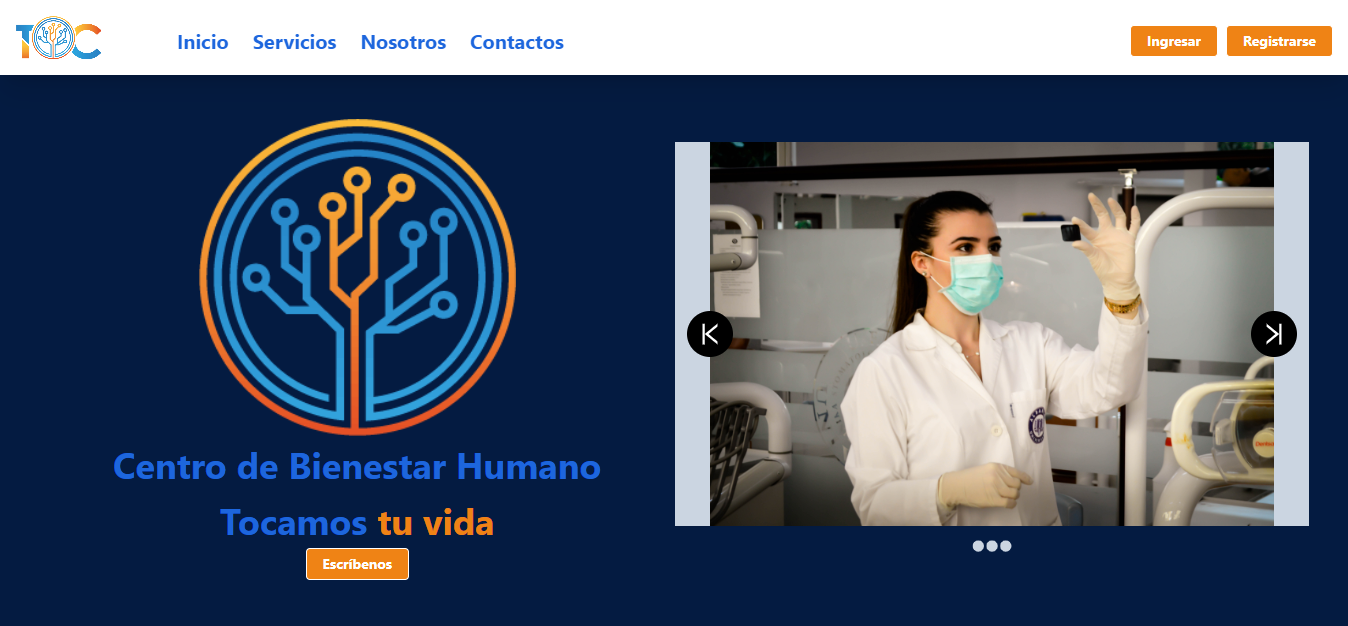 TOC
Inicio Servicios Nosotros Contactos
Ingresar Registrarse
Centro de Bienestar Humano
Tocamos tu vida
Escríbenos